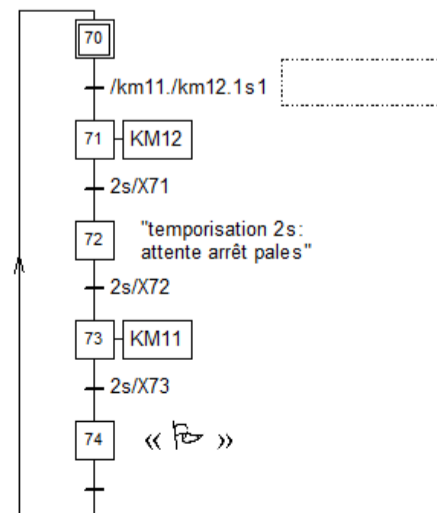 70
/km11./km12.1s1
71 KM12
2s/X71
72 "temporisation 2s:
attente arrêt pales"
2s/X72
73 KM11
2s/X73
74 « »